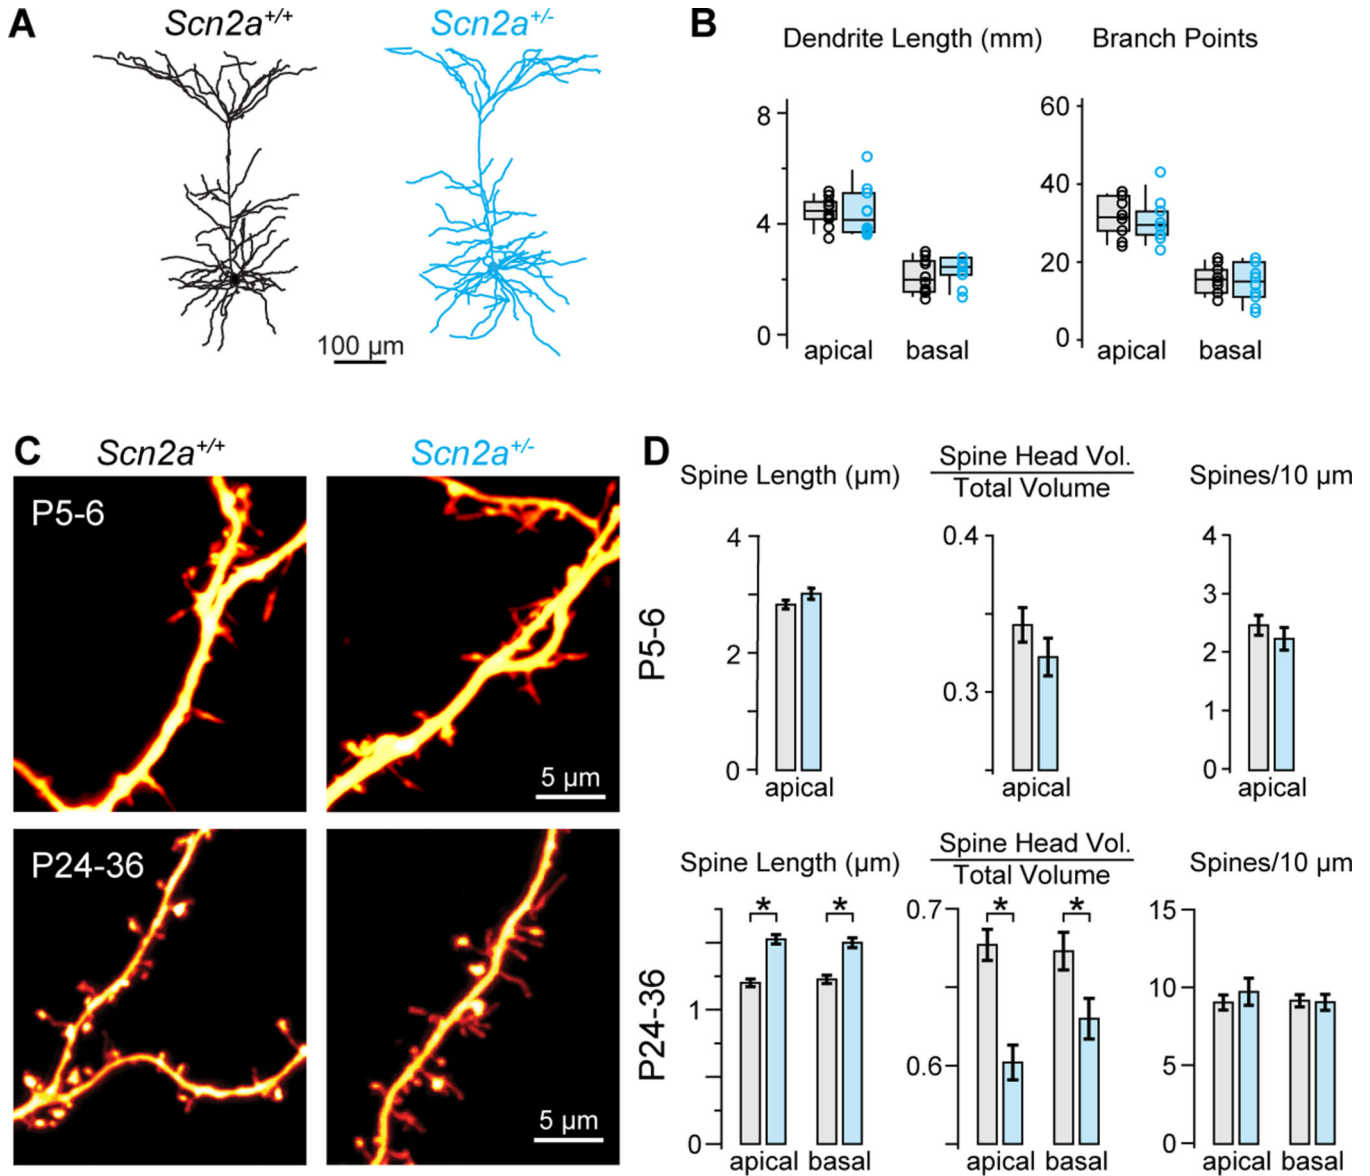 A
Scn2a+/+
Scn2a+/-
100 µm
B
Dendrite Length (mm)
Branch Points
8
4
0
apical
basal
60
40
20
0
apical
basal
C
Scn2a+/+
Scn2a+/-
P5-6
5 µm
P24-36
5 µm
D
P5-6
Spine Length (µm)
4
2
0
apical
Spine Head Vol.
Total Volume
0.4
0.3
apical
Spines/10 µm
4
3
2
1
0
apical
P24-36
Spine Length (µm)
1
0
*
*
apical
basal
Spine Head Vol.
Total Volume
0.7
0.6
*
*
apical
basal
Spines/10 µm
15
10
5
0
apical
basal